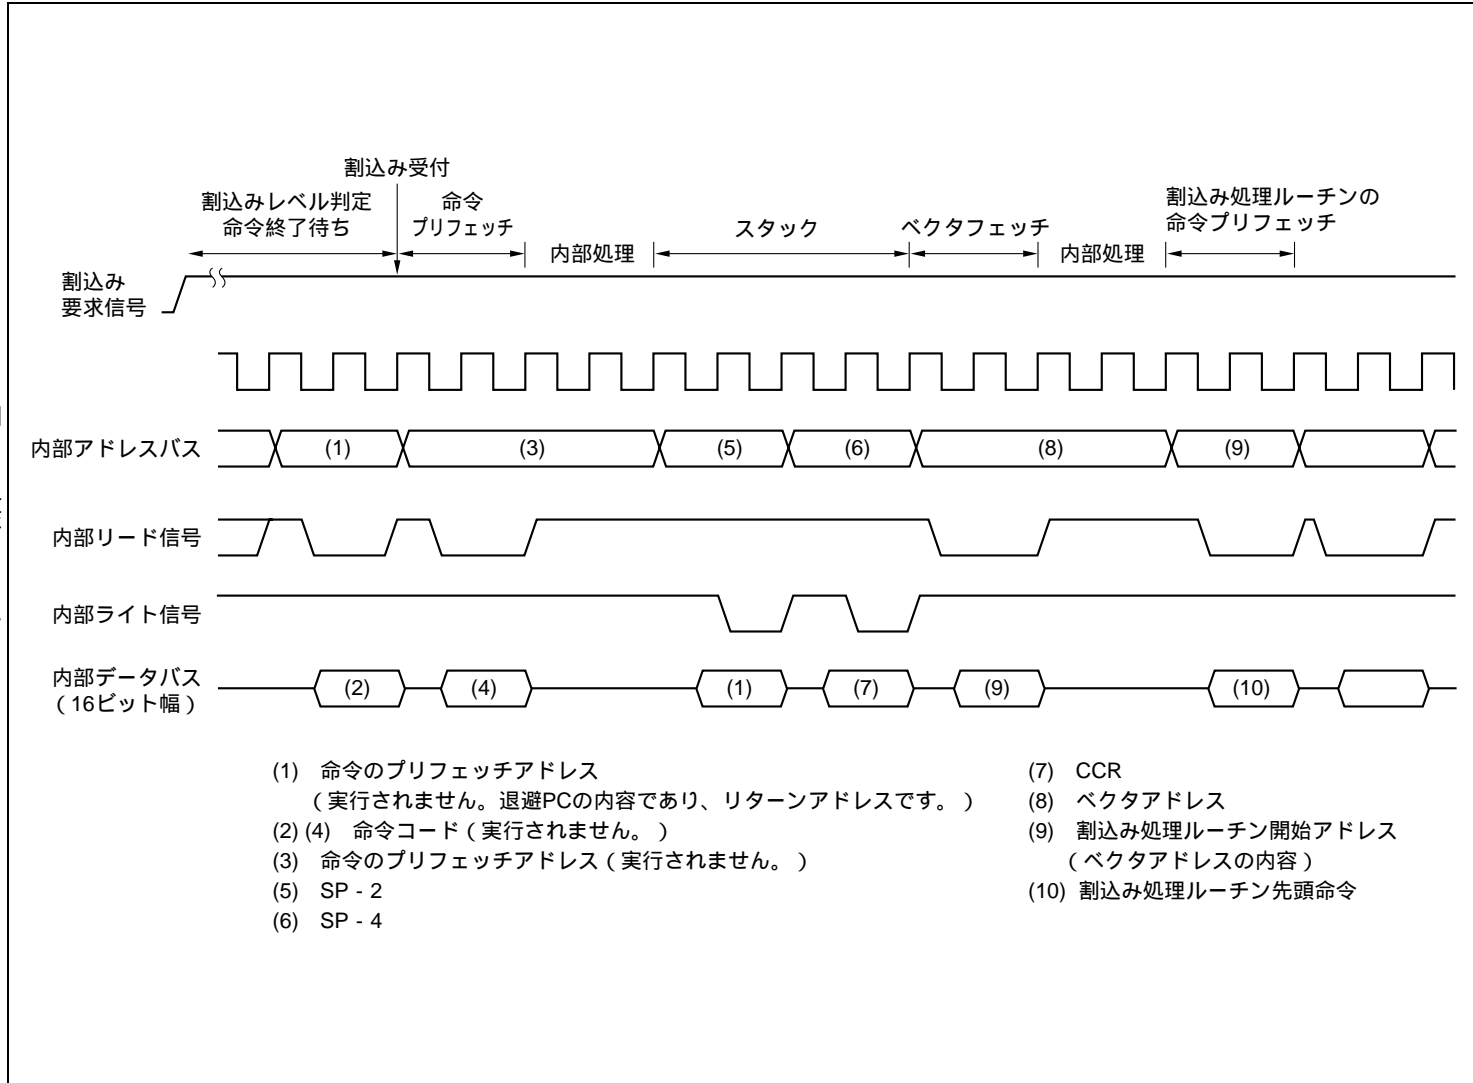 割込み受付
割込みレベル判定
命令終了待ち
命令
プリフェッチ
内部処理
スタック
ベクタフェッチ
内部処理
割込み処理ルーチンの
命令プリフェッチ
割込み
要求信号
内部アドレスバス
(1)
(3)
(5)
(6)
(8)
(9)
内部リード信号
内部ライト信号
内部データバス
(16ビット幅)
(2)
(4)
(1)
(7)
(9)
(10)
(1) 命令のプリフェッチアドレス
(実行されません。退避PCの内容であり、リターンアドレスです。)
(2) (4) 命令コード(実行されません。)
(3) 命令のプリフェッチアドレス(実行されません。)
(5) SP - 2
(6) SP - 4
(7) CCR
(8) ベクタアドレス
(9) 割込み処理ルーチン開始アドレス
(ベクタアドレスの内容)
(10) 割込み処理ルーチン先頭命令